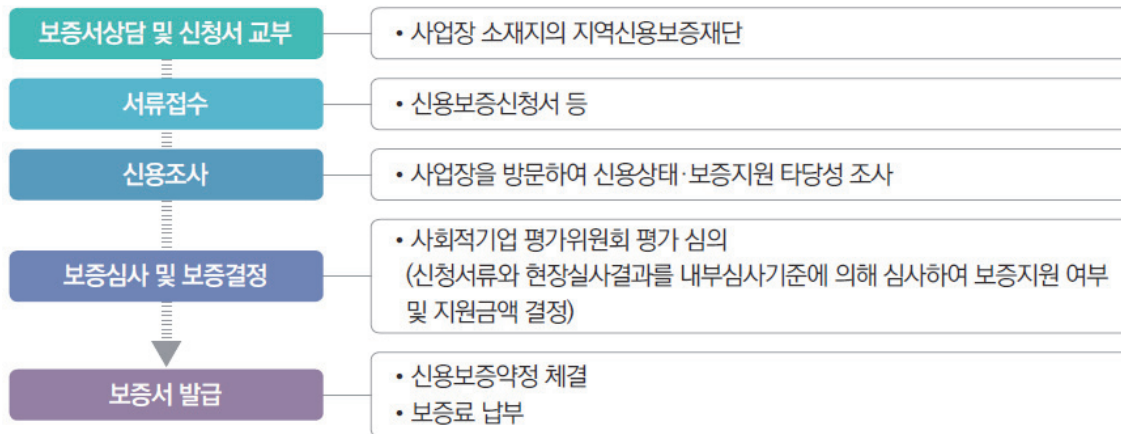 보증서상담 및 신청서 교부
• 사업장 소재지의 지역신용보증재단
서류접수
• 신용보증신청서 등
신용조사
• 사업장을 방문하여 신용상태·보증지원 타당성 조사
보증심사 및 보증결정
• 사회적기업 평가위원회 평가 심의
(신청서류와 현장실사결과를 내부심사기준에 의해 심사하여 보증지원 여부
및 지원금액 결정)
보증서 발급
• 신용보증약정 체결
• 보증료 납부